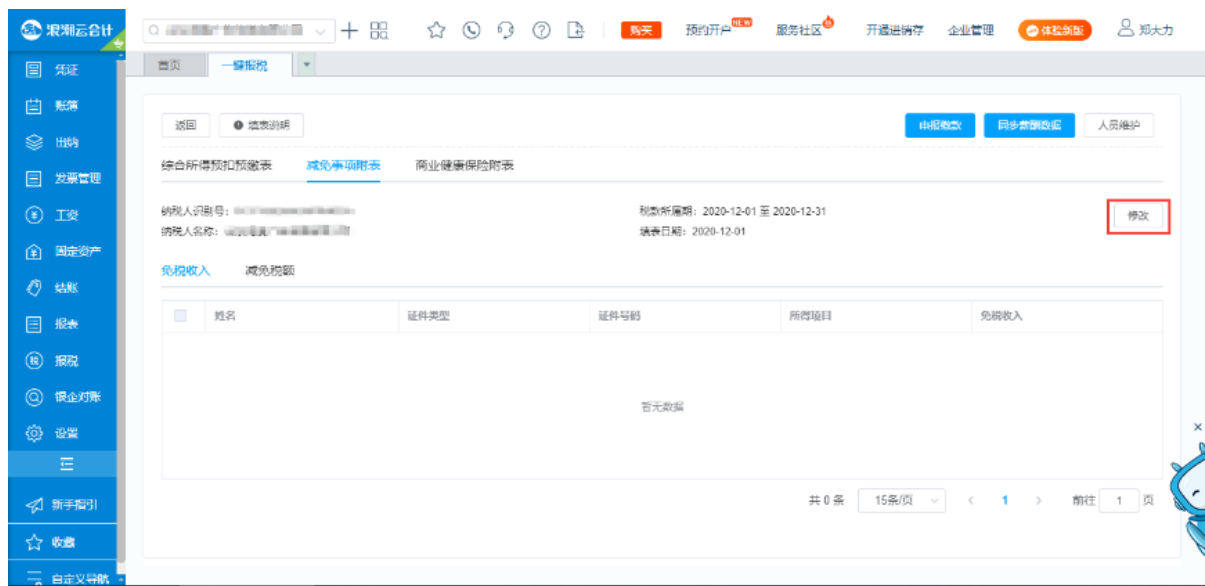 浪潮云会计
购买
预约开户
NEW
服务社区
开通进销存
企业管理
体验新版
郑大力
首页
一键报税
凭证
账簿
出纳
发票管理
工资
固定资产
结账
报表
报税
银企对账
设置
新手指引
收藏
自定义导航
返回
填表说明
申报缴款
同步薪酬数据
人员维护
综合所得预扣预缴表
减免事项附表
商业健康保险附表
纳税人识别号：
税款所属期：2020-12-01 至 2020-12-31
修改
纳税人名称：
填表日期：2020-12-01
免税收入
减免税额
姓名
证件类型
证件号码
所得项目
免税收入
暂无数据
共 0 条
15条/页
1
前往
1
页